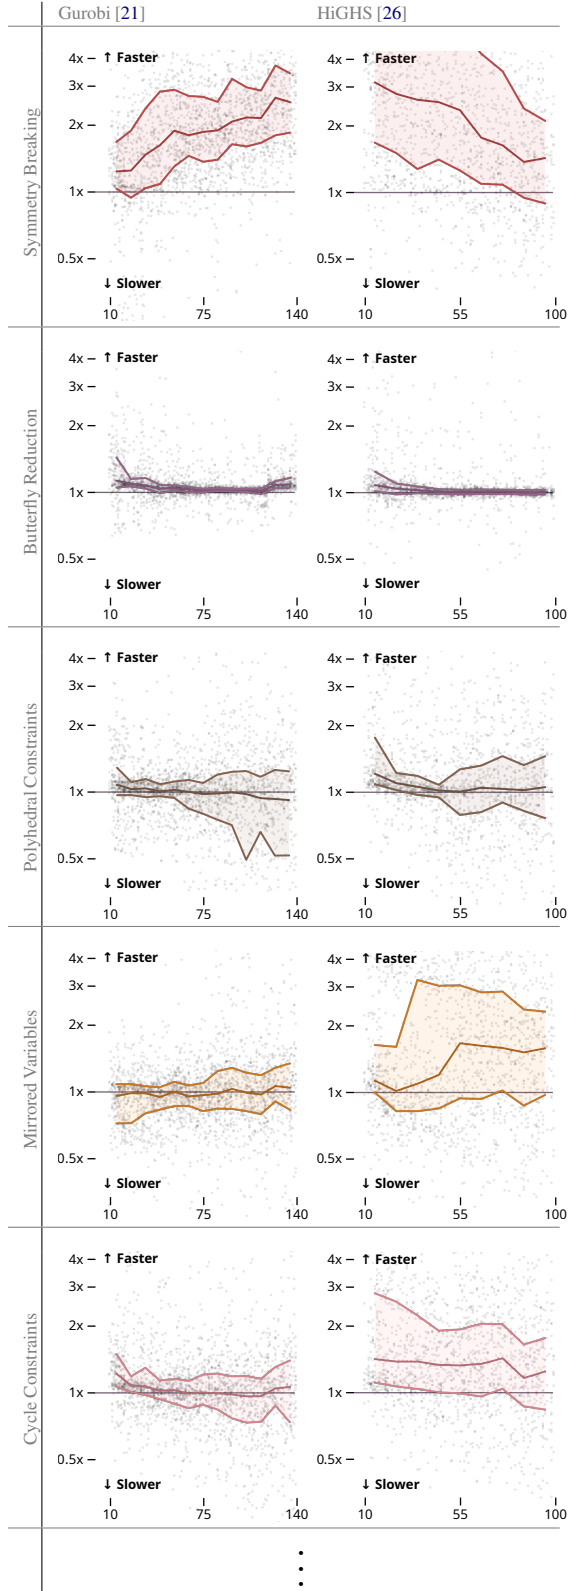 Gurobi [21] HiGHS [26]
Symmetry Breaking
4x ↑ Faster 4x ↑ Faster
3x 3x
2x 2x
1x 1x
0.5x 0.5x
↓ Slower ↓ Slower
10 75 140 10 55 100
Butterfly Reduction
4x ↑ Faster 4x ↑ Faster
3x 3x
2x 2x
1x 1x
0.5x 0.5x
↓ Slower ↓ Slower
10 75 140 10 55 100
Polyhedral Constraints
4x ↑ Faster 4x ↑ Faster
3x 3x
2x 2x
1x 1x
0.5x 0.5x
↓ Slower ↓ Slower
10 75 140 10 55 100
Mirrored Variables
4x ↑ Faster 4x ↑ Faster
3x 3x
2x 2x
1x 1x
0.5x 0.5x
↓ Slower ↓ Slower
10 75 140 10 55 100
Cycle Constraints
4x ↑ Faster 4x ↑ Faster
3x 3x
2x 2x
1x 1x
0.5x 0.5x
↓ Slower ↓ Slower
10 75 140 10 55 100
⋮